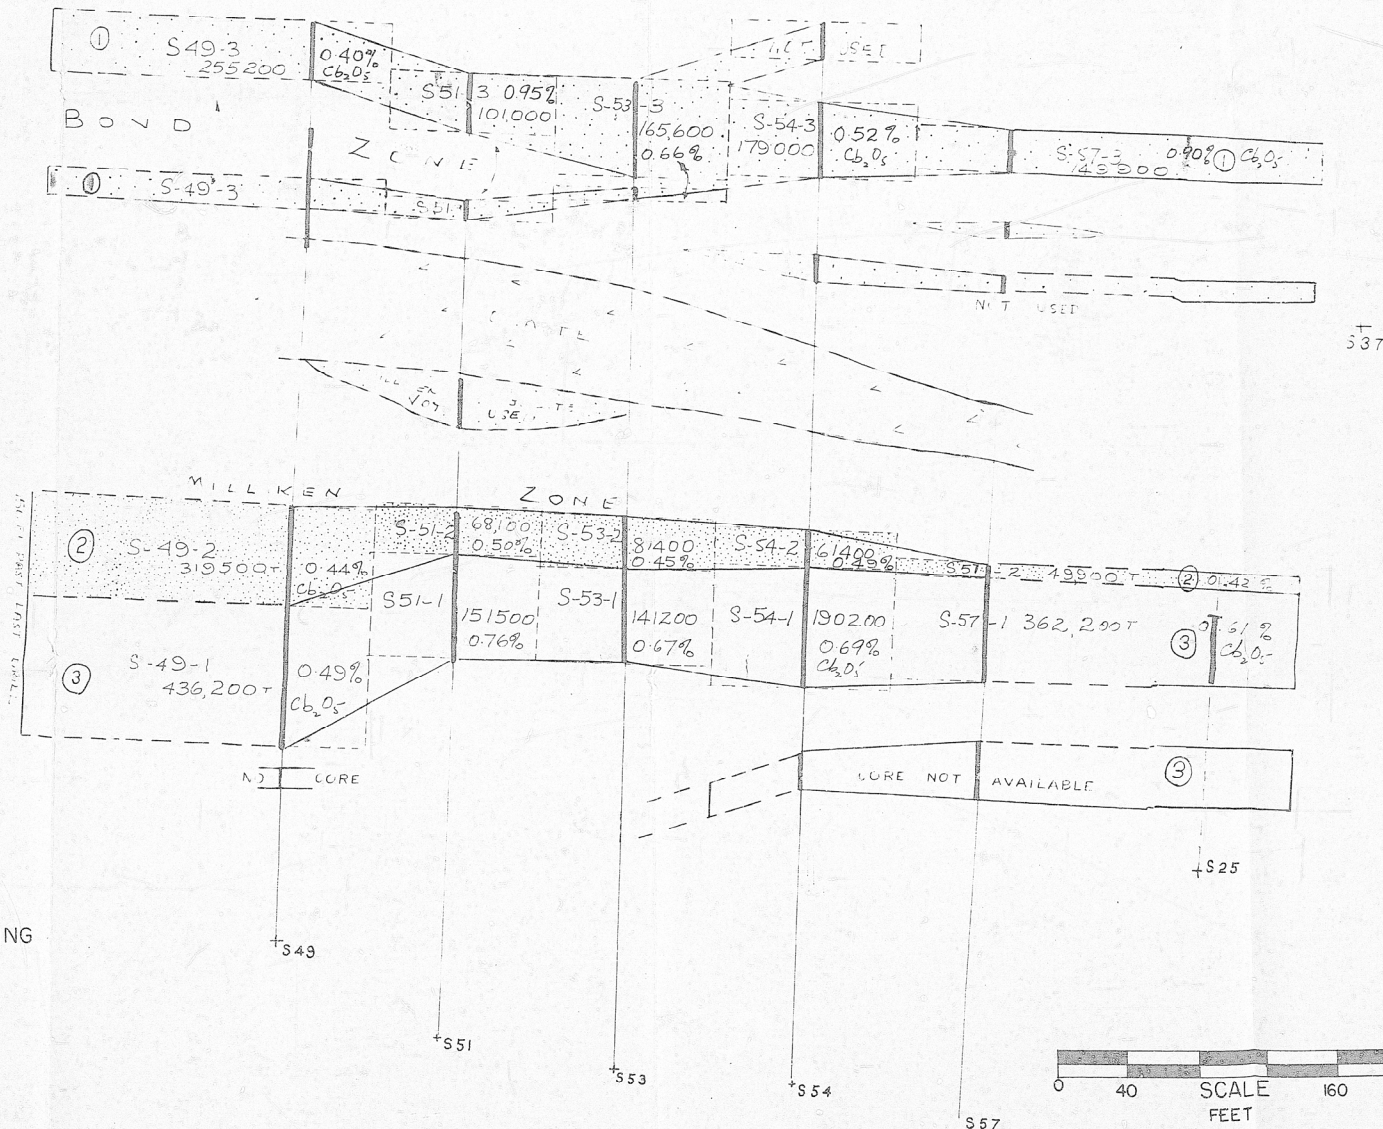 ①
S49-3
255200
0.40%
Cb₂O₅
S51-3 0.95%
101,000
S-53-3
165,600
0.66%
S-54-3
179000
0.52%
Cb₂O₅
S-57-3
0.90% ① Cb₂O₅
USED
BOND
ZONE
① S-49-3
S51
NOT USED
S37
USED
MILLIKEN ZONE
②
S-49-2
319500T
0.44%
Cb₂O₅
S-51-2
68,100
0.50%
S-53-2
81400
0.45%
S-54-2
61400
0.49%
S57-2 49900T
② 0.42%
③
S-49-1
436,200T
0.49%
Cb₂O₅
S51-1
151500
0.76%
S-53-1
141200
0.67%
S-54-1
190200
0.69%
Cb₂O₅
S-57-1 362,200T
③
0.61%
Cb₂O₅
NO CORE
CORE NOT AVAILABLE
③
S25
NG
S49
S51
S53
S54
S57
0 40 160
SCALE
FEET